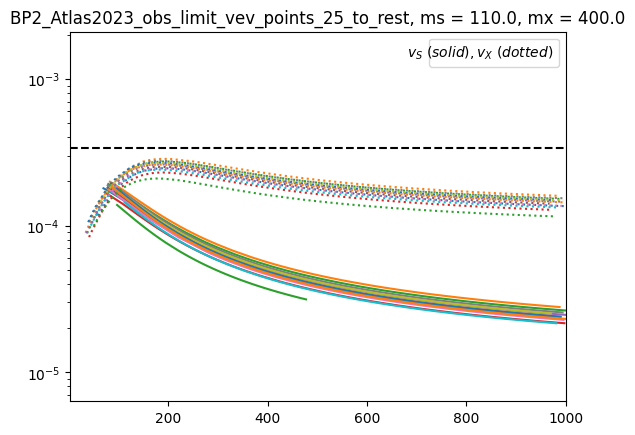 BP2_Atlas2023_obs_limit_vev_points_25_to_rest, ms = 110.0, mx = 400.0
v_S (solid), v_X (dotted)
10^{-3}
10^{-4}
10^{-5}
200 400 600 800 1000